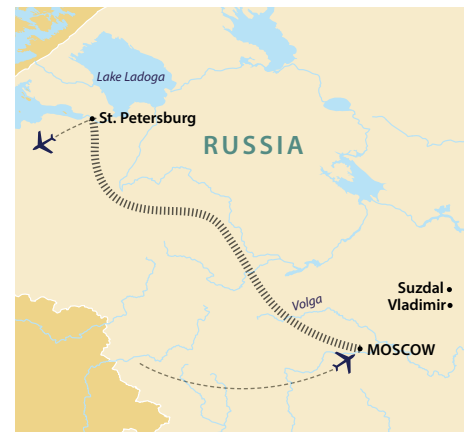 Lake Ladoga
St. Petersburg
RUSSIA
Suzdal
Volga
Vladimir
MOSCOW